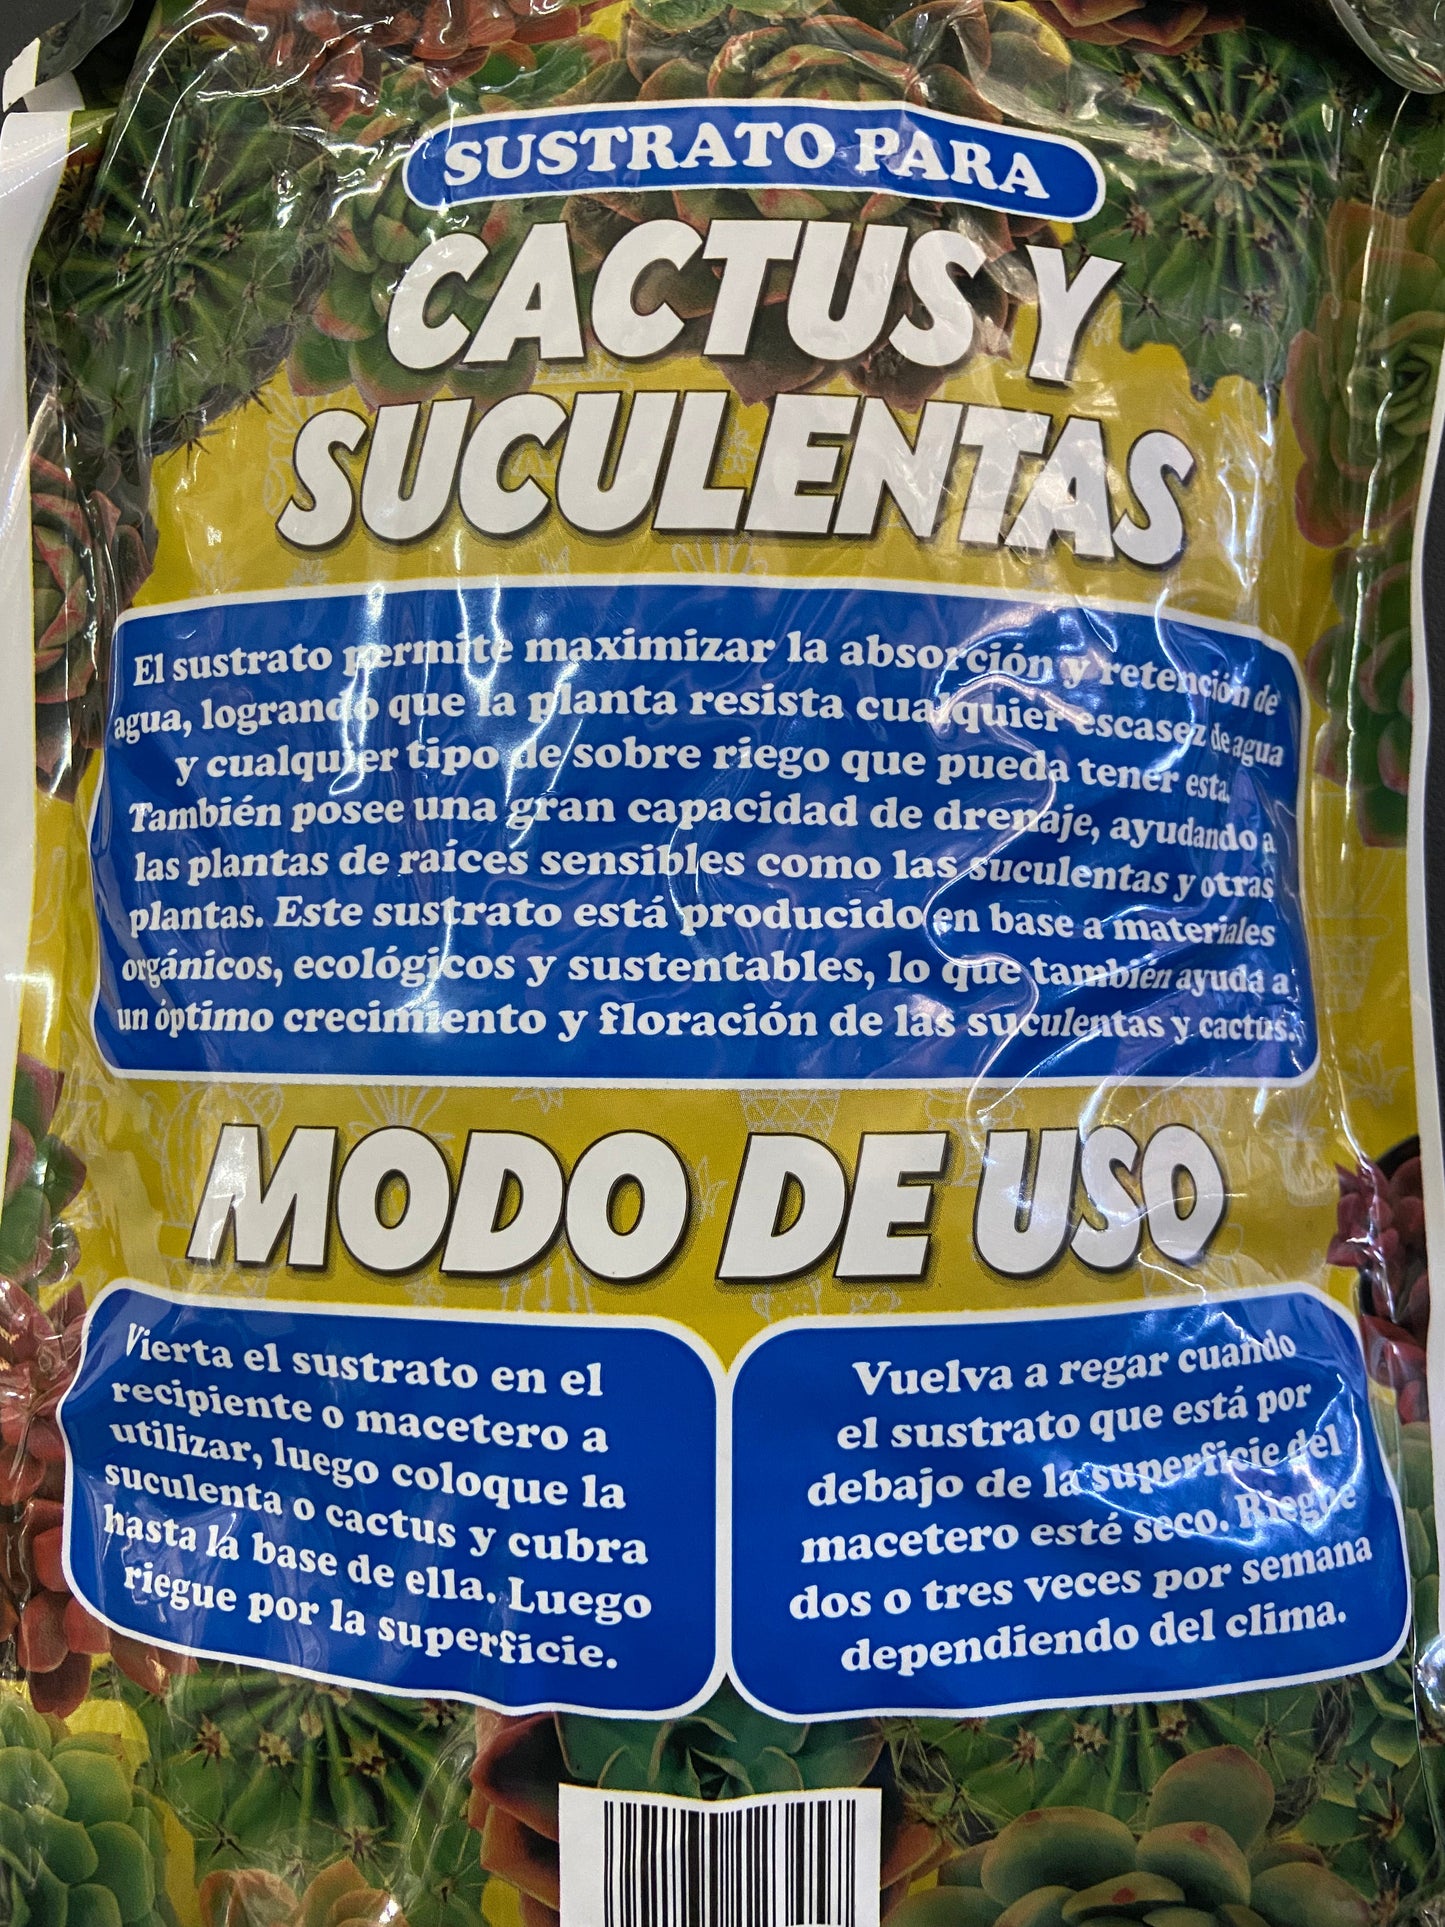 SUSTRATO PARA
CACTUS Y
SUCULENTAS
El sustrato permite maximizar la absorción y retención de
agua, logrando que la planta resista cualquier escasez de agua
y cualquier tipo de sobre riego que pueda tener esta.
También posee una gran capacidad de drenaje, ayudando a
las plantas de raíces sensibles como las suculentas y otras
plantas. Este sustrato está producido en base a materiales
orgánicos, ecológicos y sustentables, lo que también ayuda a
un óptimo crecimiento y floración de las suculentas y cactus.
MODO DE USO
Vierta el sustrato en el
recipiente o macetero a
utilizar, luego coloque la
suculenta o cactus y cubra
hasta la base de ella. Luego
riegue por la superficie.
Vuelva a regar cuando
el sustrato que está por
debajo de la superficie del
macetero esté seco. Riegue
dos o tres veces por semana
dependiendo del clima.